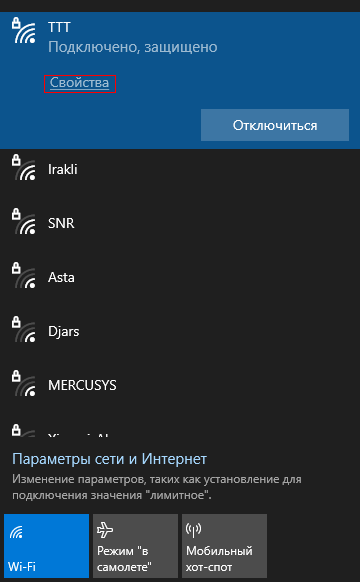 TTT
Подключено, защищено
Свойства
Отключиться
Irakli
SNR
Asta
Djars
MERCUSYS
Параметры сети и Интернет
Изменение параметров, таких как установление для
подключения значения "лимитное".
Wi-Fi
Режим "в
самолете"
Мобильный
хот-спот